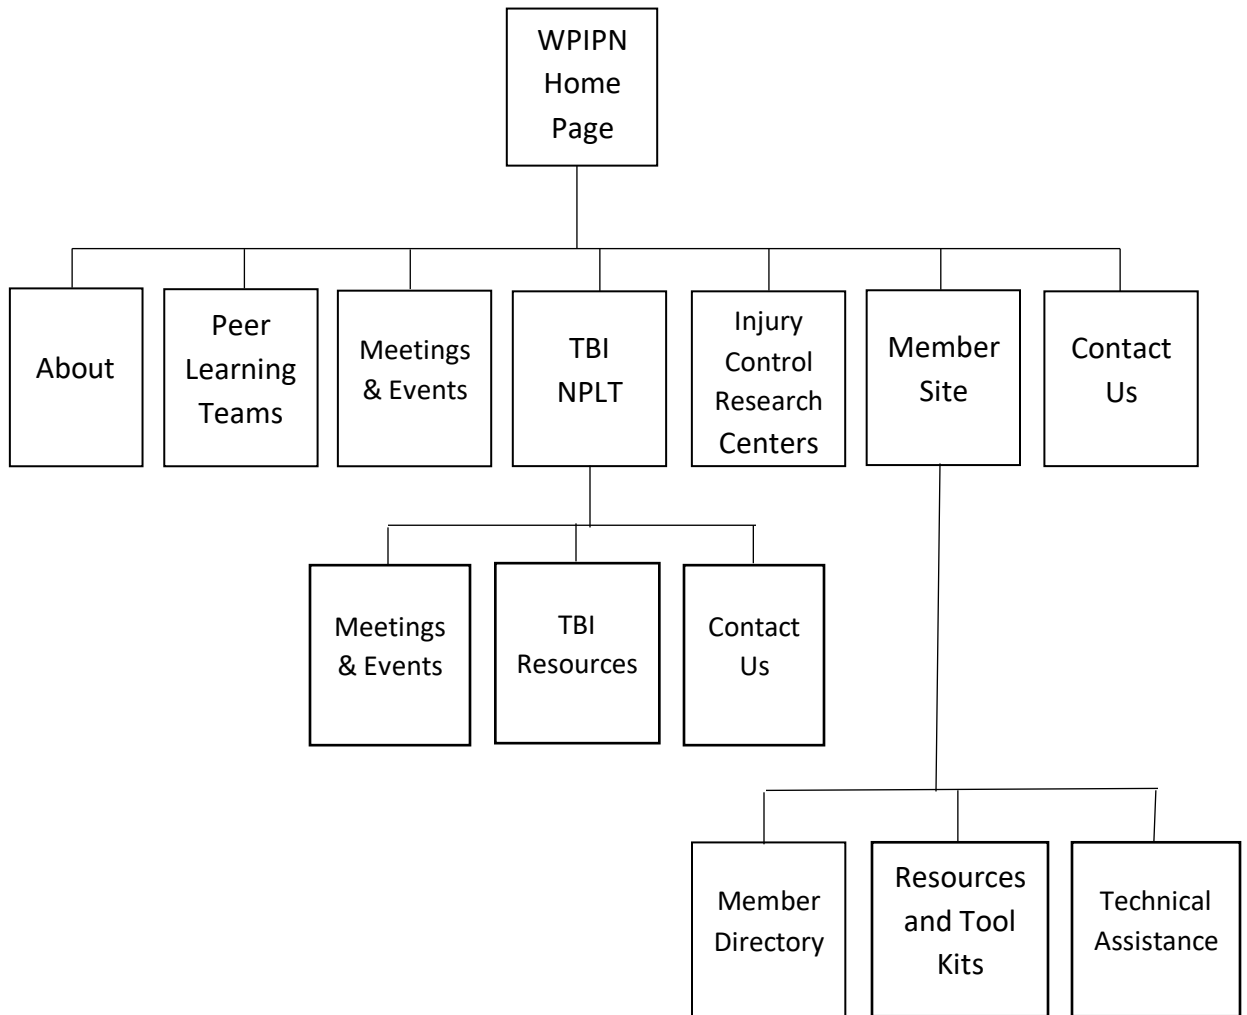 WPIPN
Home
Page
About
Peer
Learning
Teams
Meetings
& Events
TBI
NPLT
Injury
Control
Research
Centers
Member
Site
Contact
Us
Meetings
& Events
TBI
Resources
Contact
Us
Member
Directory
Resources
and Tool
Kits
Technical
Assistance